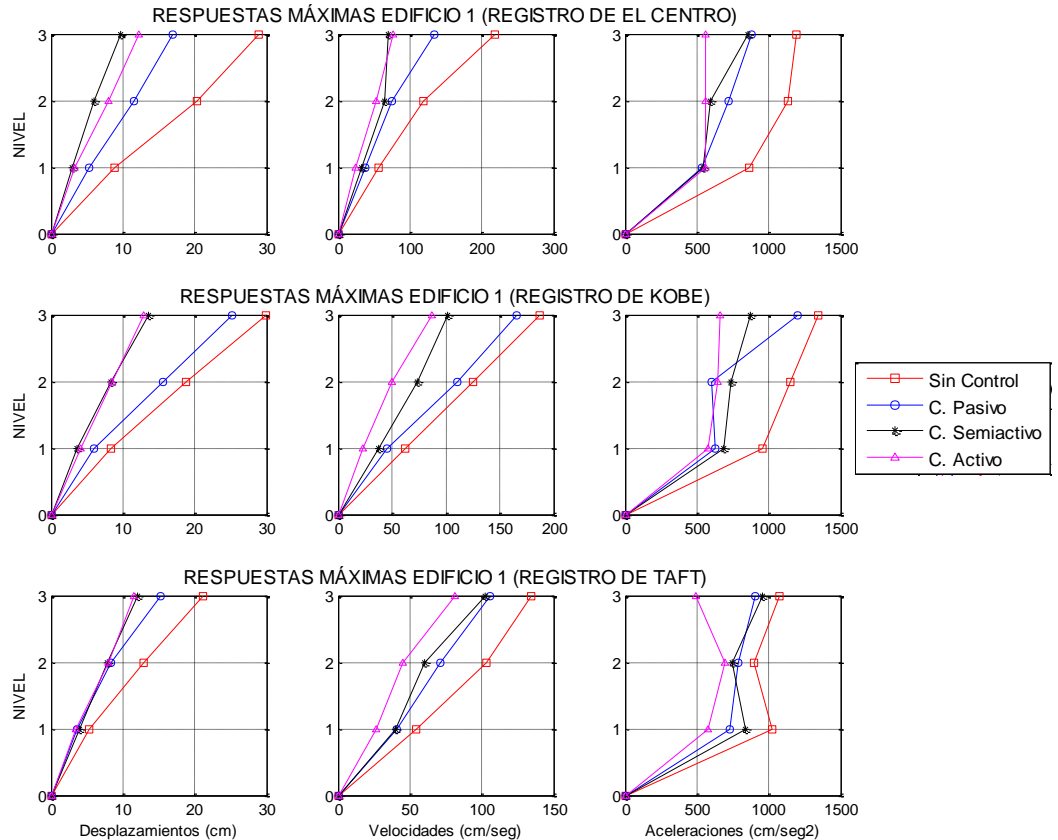 RESPUESTAS MÁXIMAS EDIFICIO 1 (REGISTRO DE EL CENTRO)
NIVEL
3
2
1
0
0 10 20 30
0 100 200 300
0 500 1000 1500
RESPUESTAS MÁXIMAS EDIFICIO 1 (REGISTRO DE KOBE)
NIVEL
3
2
1
0
0 10 20 30
0 50 100 150 200
0 500 1000 1500
Sin Control
C. Pasivo
C. Semiactivo
C. Activo
RESPUESTAS MÁXIMAS EDIFICIO 1 (REGISTRO DE TAFT)
NIVEL
3
2
1
0
0 10 20 30
0 50 100 150
0 500 1000 1500
Desplazamientos (cm)
Velocidades (cm/seg)
Aceleraciones (cm/seg2)